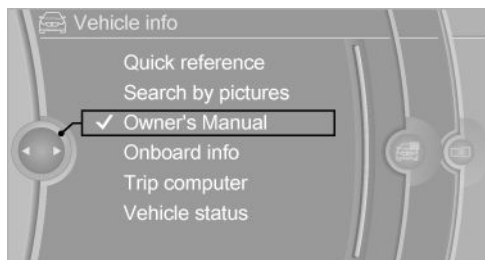 Vehicle info
Quick reference
Search by pictures
Owner's Manual
Onboard info
Trip computer
Vehicle status